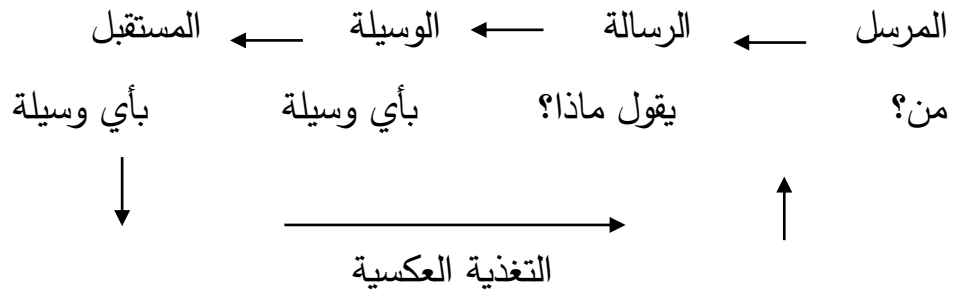 المرسل الرسالة الوسيلة المستقبل
من؟ يقول ماذا؟ بأي وسيلة بأي وسيلة
التغذية العكسية